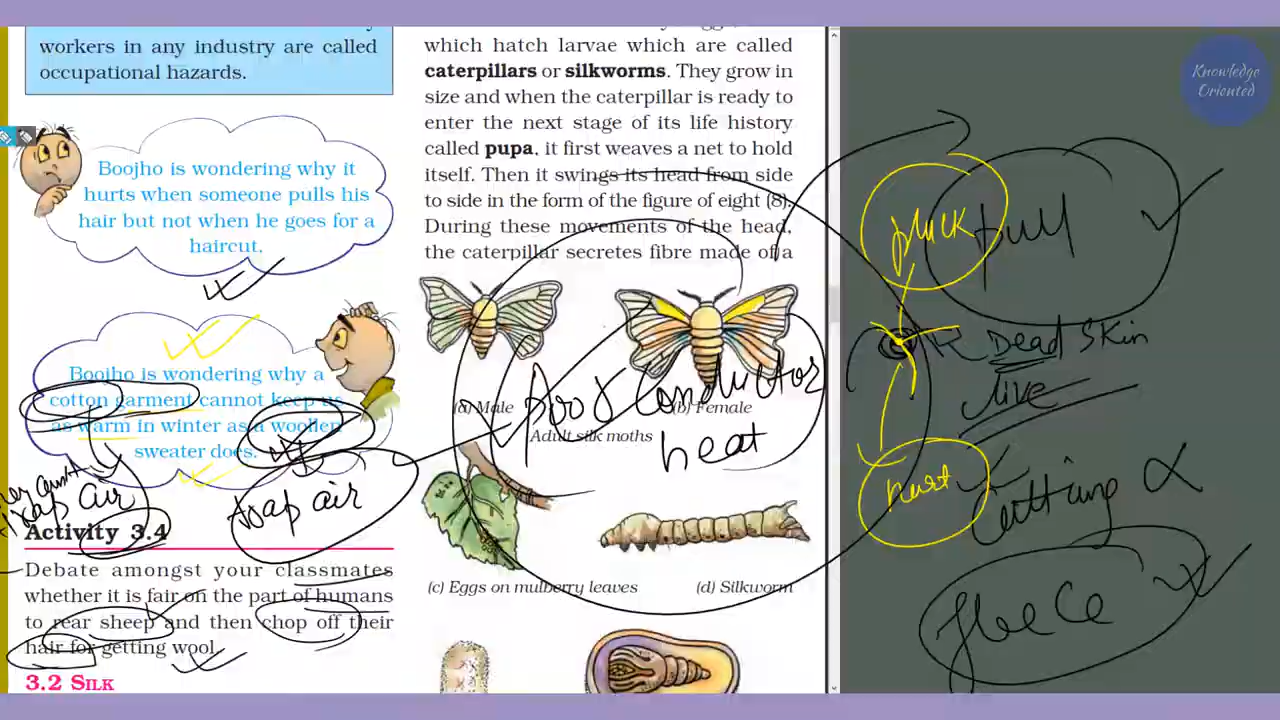 workers in any industry are called
occupational hazards.
Boojho is wondering why it
hurts when someone pulls his
hair but not when he goes for a
haircut.
Boojho is wondering why a
cotton garment cannot keep us
as warm in winter as a woollen
sweater does.
trap air
trap air
Activity 3.4
Debate amongst your classmates
whether it is fair on the part of humans
to rear sheep and then chop off their
hair for getting wool.
3.2 SILK
which hatch larvae which are called
caterpillars or silkworms. They grow in
size and when the caterpillar is ready to
enter the next stage of its life history
called pupa, it first weaves a net to hold
itself. Then it swings its head from side
to side in the form of the figure of eight (8).
During these movements of the head,
the caterpillar secretes fibre made of a
(a) Male
(b) Female
Adult silk moths
poor conductor
heat
(c) Eggs on mulberry leaves
(d) Silkworm
Knowledge
Oriented
pluck
pull
Dead skin
live
hurt
cutting
fleece